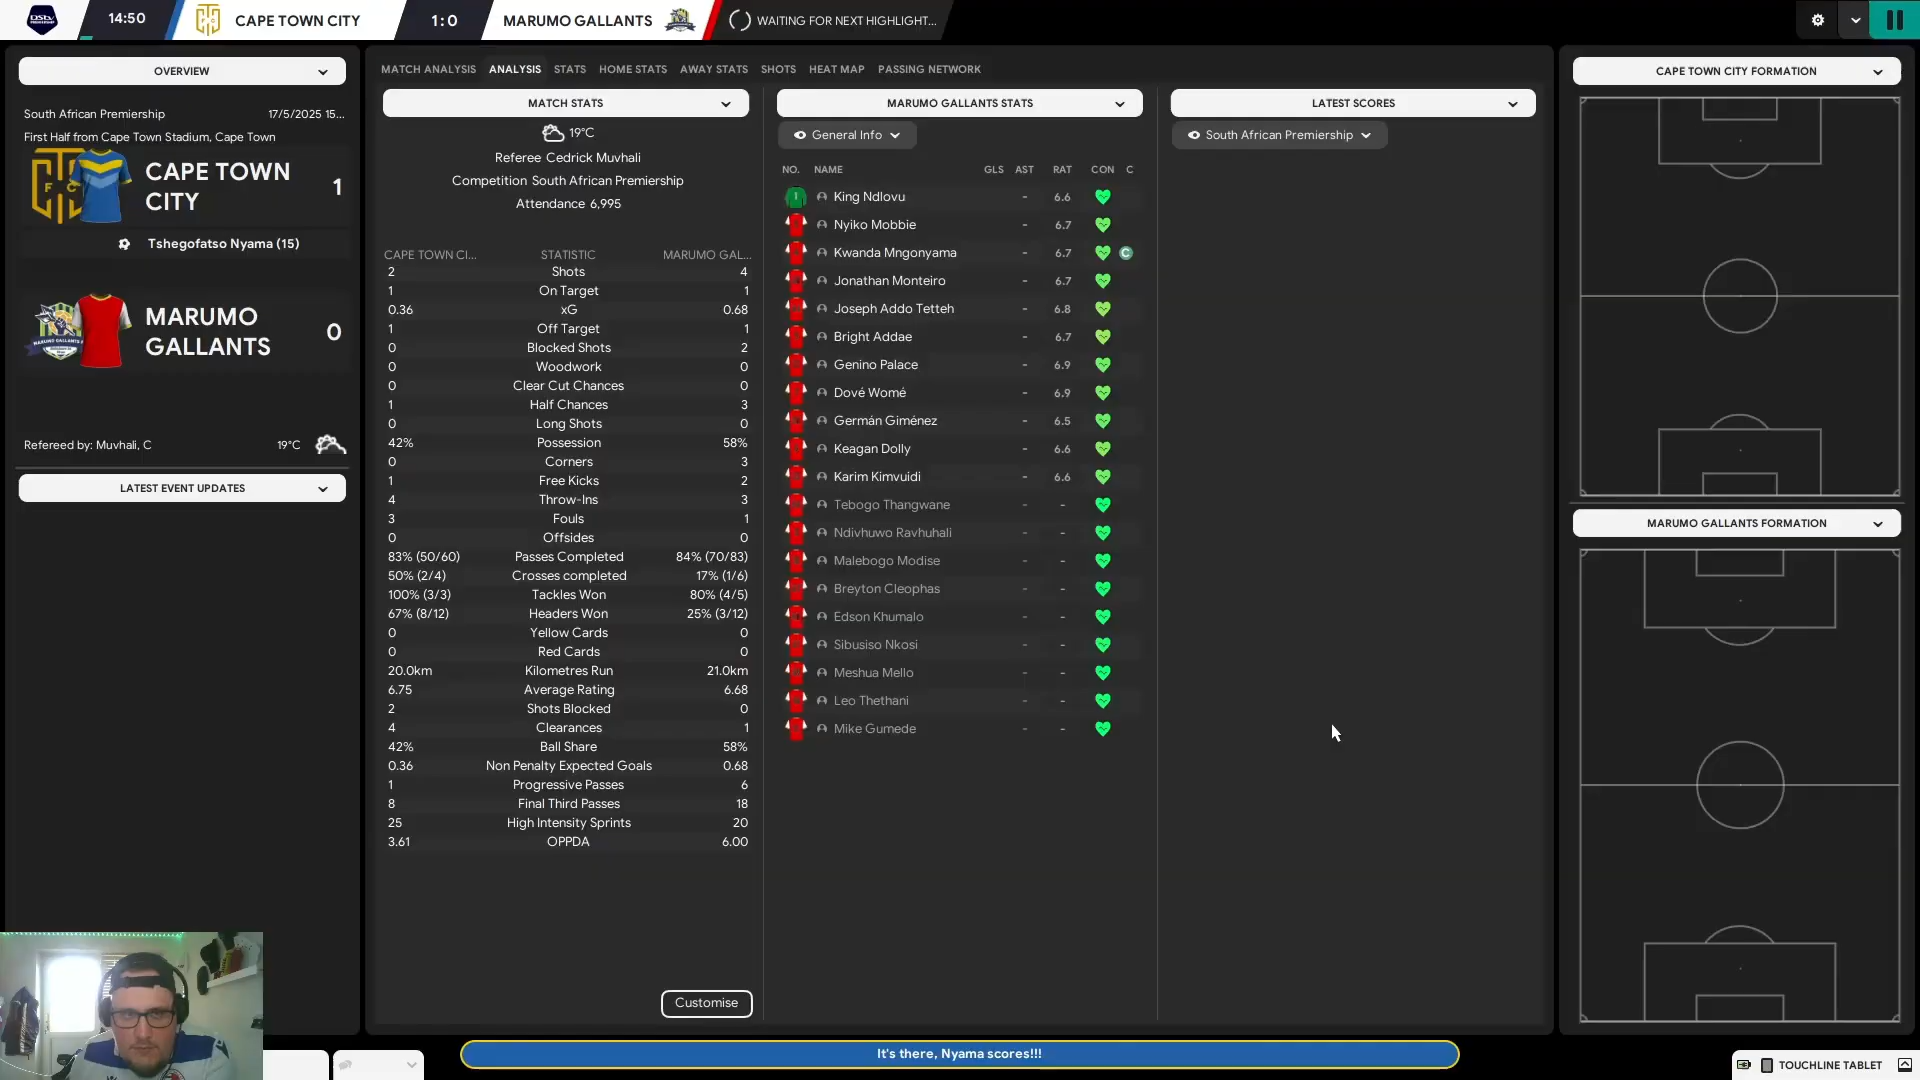 14:50
CAPE TOWN CITY
1 : 0
MARUMO GALLANTS
WAITING FOR NEXT HIGHLIGHT...
OVERVIEW
South African Premiership
17/5/2025 15...
First Half from Cape Town Stadium, Cape Town
CAPE TOWN
CITY
1
Tshegofatso Nyama (15)
MARUMO
GALLANTS
0
Refereed by: Muvhali, C
19°C
LATEST EVENT UPDATES
MATCH ANALYSIS
ANALYSIS
STATS
HOME STATS
AWAY STATS
SHOTS
HEAT MAP
PASSING NETWORK
MATCH STATS
19°C
Referee Cedrick Muvhali
Competition South African Premiership
Attendance 6,995
CAPE TOWN CI... STATISTIC MARUMO GAL...
2 Shots 4
1 On Target 1
0.36 xG 0.68
1 Off Target 1
0 Blocked Shots 2
0 Woodwork 0
0 Clear Cut Chances 0
1 Half Chances 3
0 Long Shots 0
42% Possession 58%
0 Corners 3
1 Free Kicks 2
4 Throw-Ins 3
3 Fouls 1
0 Offsides 0
83% (50/60) Passes Completed 84% (70/83)
50% (2/4) Crosses completed 17% (1/6)
100% (3/3) Tackles Won 80% (4/5)
67% (8/12) Headers Won 25% (3/12)
0 Yellow Cards 0
0 Red Cards 0
20.0km Kilometres Run 21.0km
6.75 Average Rating 6.68
2 Shots Blocked 0
4 Clearances 1
42% Ball Share 58%
0.36 Non Penalty Expected Goals 0.68
1 Progressive Passes 6
8 Final Third Passes 18
25 High Intensity Sprints 20
3.61 OPPDA 6.00
Customise
MARUMO GALLANTS STATS
General Info
NO. NAME GLS AST RAT CON C
1 King Ndlovu - 6.6
Nyiko Mobbie - 6.7
Kwanda Mngonyama - 6.7 C
Jonathan Monteiro - 6.7
Joseph Addo Tetteh - 6.8
Bright Addae - 6.7
Genino Palace - 6.9
Dové Womé - 6.9
Germán Giménez - 6.5
Keagan Dolly - 6.6
Karim Kimvuidi - 6.6
Tebogo Thangwane - -
Ndivhuwo Ravhuhali - -
Malebogo Modise - -
Breyton Cleophas - -
Edson Khumalo - -
Sibusiso Nkosi - -
Meshua Mello - -
Leo Thethani - -
Mike Gumede - -
LATEST SCORES
South African Premiership
CAPE TOWN CITY FORMATION
MARUMO GALLANTS FORMATION
It's there, Nyama scores!!!
TOUCHLINE TABLET